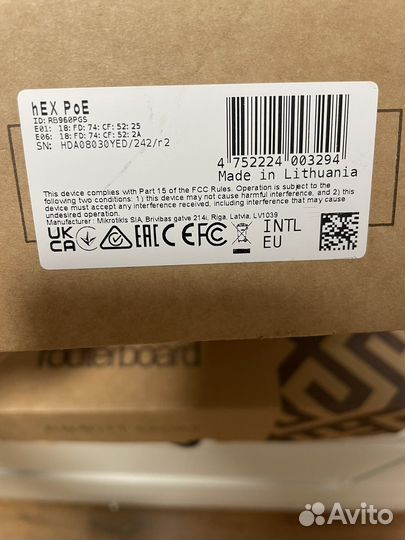 hEX PoE
ID: RB960PGS
E01: 18:FD:74:CF:52:25
E06: 18:FD:74:CF:52:2A
SN: HDA08030YED/242/r2
4 752224 003294
Made in Lithuania
This device complies with Part 15 of the FCC Rules. Operation is subject to the
following two conditions: 1) this device may not cause harmful interference, and 2) this
device must accept any interference received, including interference that may cause
undesired operation.
Manufacturer: Mikrotikls SIA, Brivibas gatve 214i, Riga, Latvia, LV1039
UK CA EAC CE FC INTL
EU
routerboard
Avito